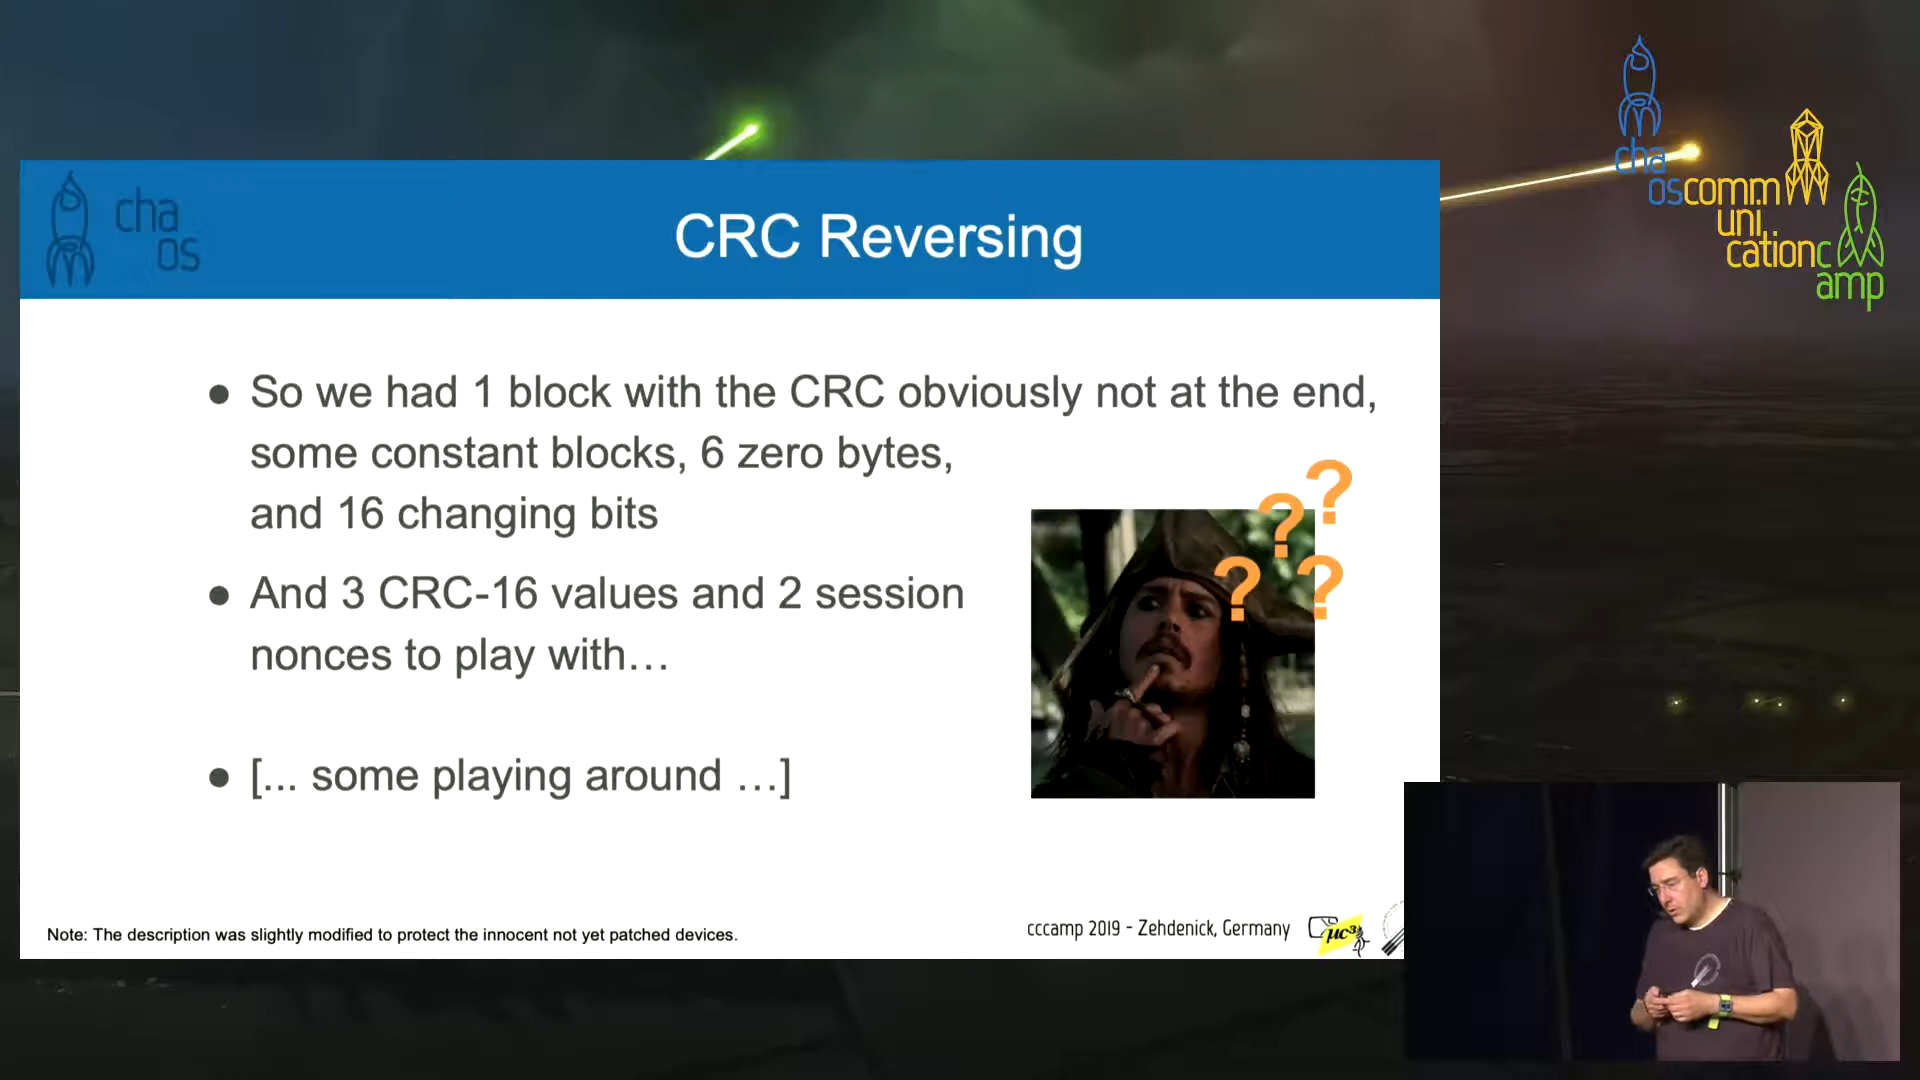 cha
os
CRC Reversing
● So we had 1 block with the CRC obviously not at the end,
some constant blocks, 6 zero bytes,
and 16 changing bits
● And 3 CRC-16 values and 2 session
nonces to play with…
● [... some playing around …]
? ? ? ?
Note: The description was slightly modified to protect the innocent not yet patched devices.
cccamp 2019 - Zehdenick, Germany
µc³
cha
oscomm
uni
cationc
amp